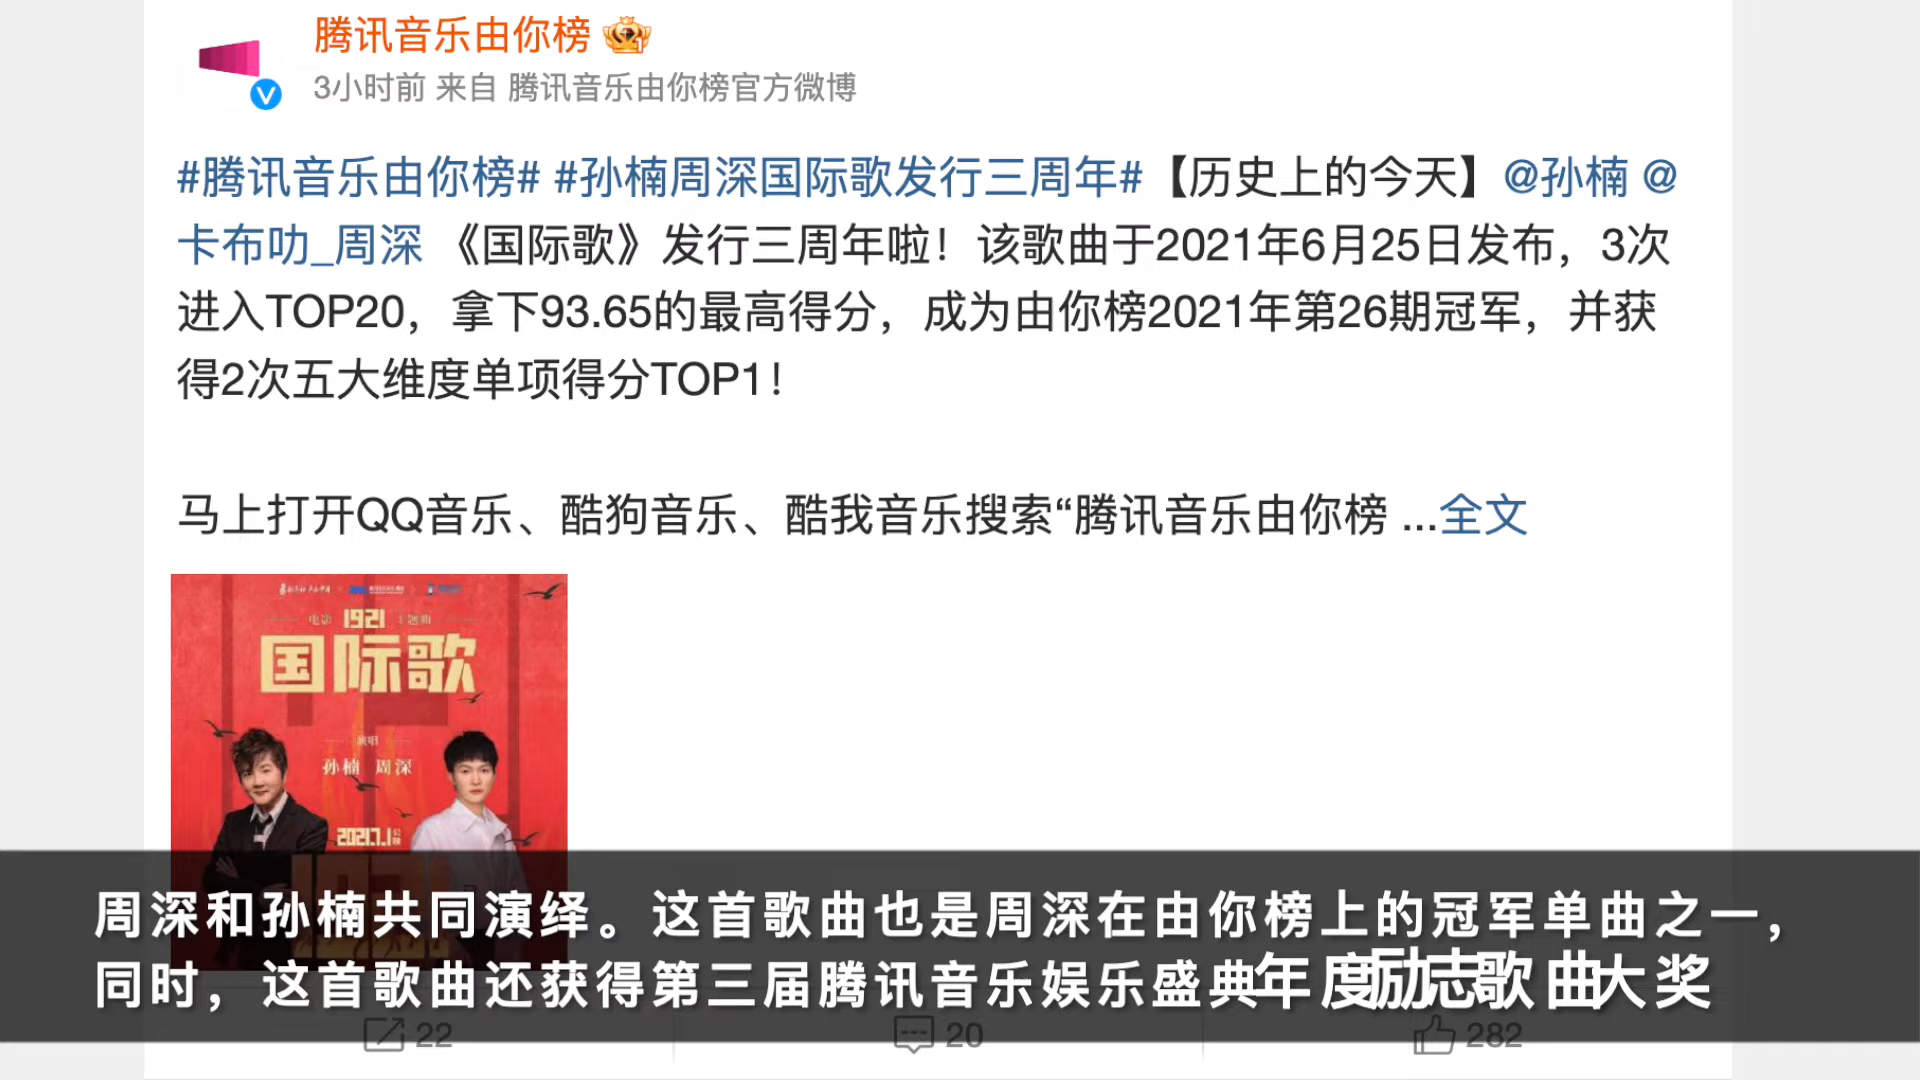 腾讯音乐由你榜
3小时前 来自 腾讯音乐由你榜官方微博
#腾讯音乐由你榜# #孙楠周深国际歌发行三周年#【历史上的今天】@孙楠 @
卡布叻_周深 《国际歌》发行三周年啦！该歌曲于2021年6月25日发布，3次
进入TOP20，拿下93.65的最高得分，成为由你榜2021年第26期冠军，并获
得2次五大维度单项得分TOP1！
马上打开QQ音乐、酷狗音乐、酷我音乐搜索“腾讯音乐由你榜 ...全文
电影 1921 主题曲
国际歌
演唱
孙楠 周深
2021.7.1公映
周深和孙楠共同演绎。这首歌曲也是周深在由你榜上的冠军单曲之一，
同时，这首歌曲还获得第三届腾讯音乐娱乐盛典年度励志歌曲大奖
22 20 282